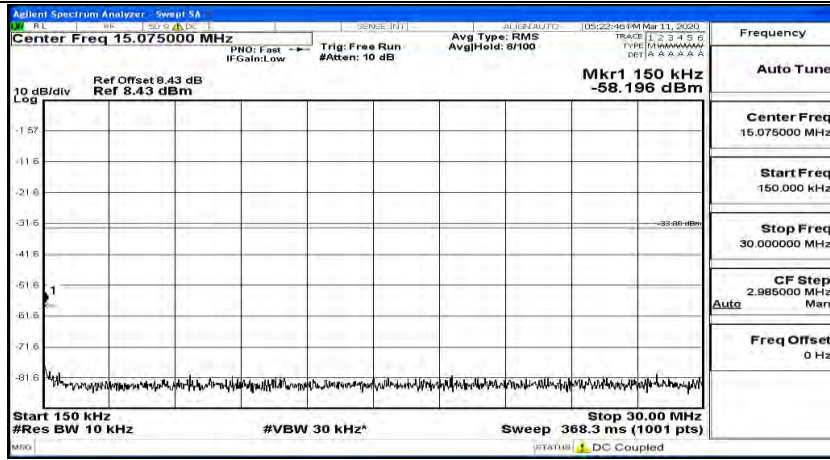 Agilent Spectrum Analyzer - Swept SA
RL RF 50 Ω DC SENSE:INT ALIGN AUTO 05:22:46 PM Mar 11, 2020
Center Freq 15.075000 MHz
PNO: Fast
IFGain:Low
Trig: Free Run
#Atten: 10 dB
Avg Type: RMS
Avg|Hold: 8/100
TRACE 1 2 3 4 5 6
TYPE MWWWWW
DET A A A A A A
Ref Offset 8.43 dB
10 dB/div Ref 8.43 dBm
Log
Mkr1 150 kHz
-58.196 dBm
-1.57
-11.6
-21.6
-31.6
-33.00 dBm
-41.6
-51.6
1
-61.6
-71.6
-81.6
Start 150 kHz
Stop 30.00 MHz
#Res BW 10 kHz #VBW 30 kHz* Sweep 368.3 ms (1001 pts)
MSG STATUS DC Coupled
Frequency
Auto Tune
Center Freq
15.075000 MHz
Start Freq
150.000 kHz
Stop Freq
30.000000 MHz
CF Step
2.985000 MHz
Auto Man
Freq Offset
0 Hz